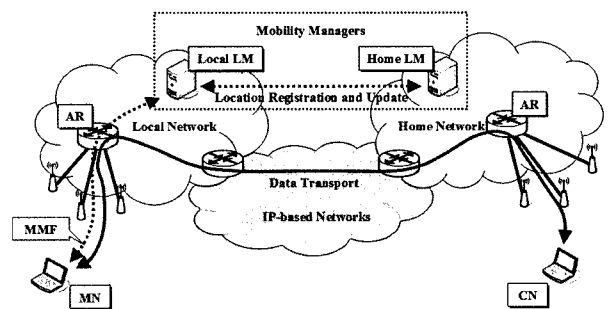 Mobility Managers
Local LM
Home LM
Location Registration and Update
AR
AR
Local Network
Home Network
Data Transport
IP-based Networks
MMF
MN
CN